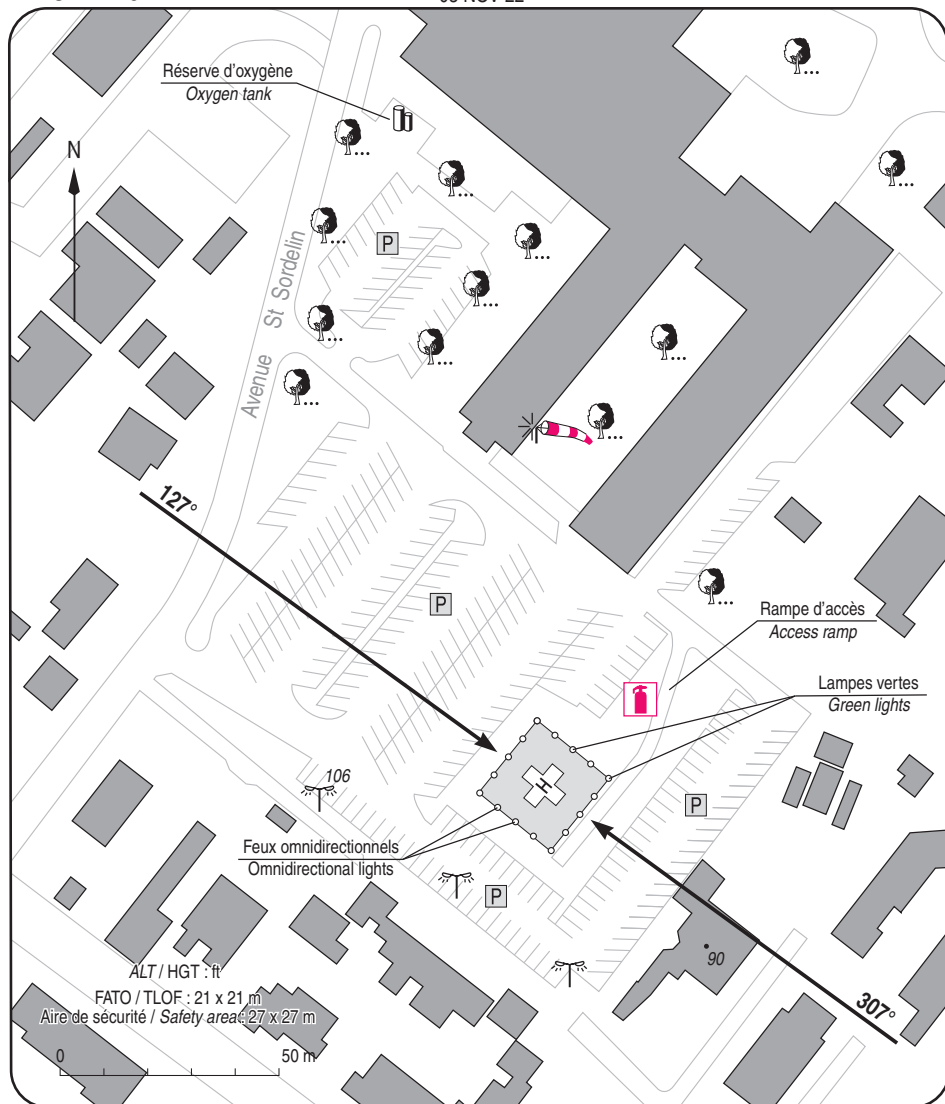 Réserve d'oxygène
Oxygen tank
N
P
Avenue St Sordelin
127°
P
Rampe d'accès
Access ramp
Lampes vertes
Green lights
H
106
P
Feux omnidirectionnels
Omnidirectional lights
P
90
ALT / HGT : ft
FATO / TLOF : 21 x 21 m
Aire de sécurité / Safety area : 27 x 27 m
307°
0 50 m